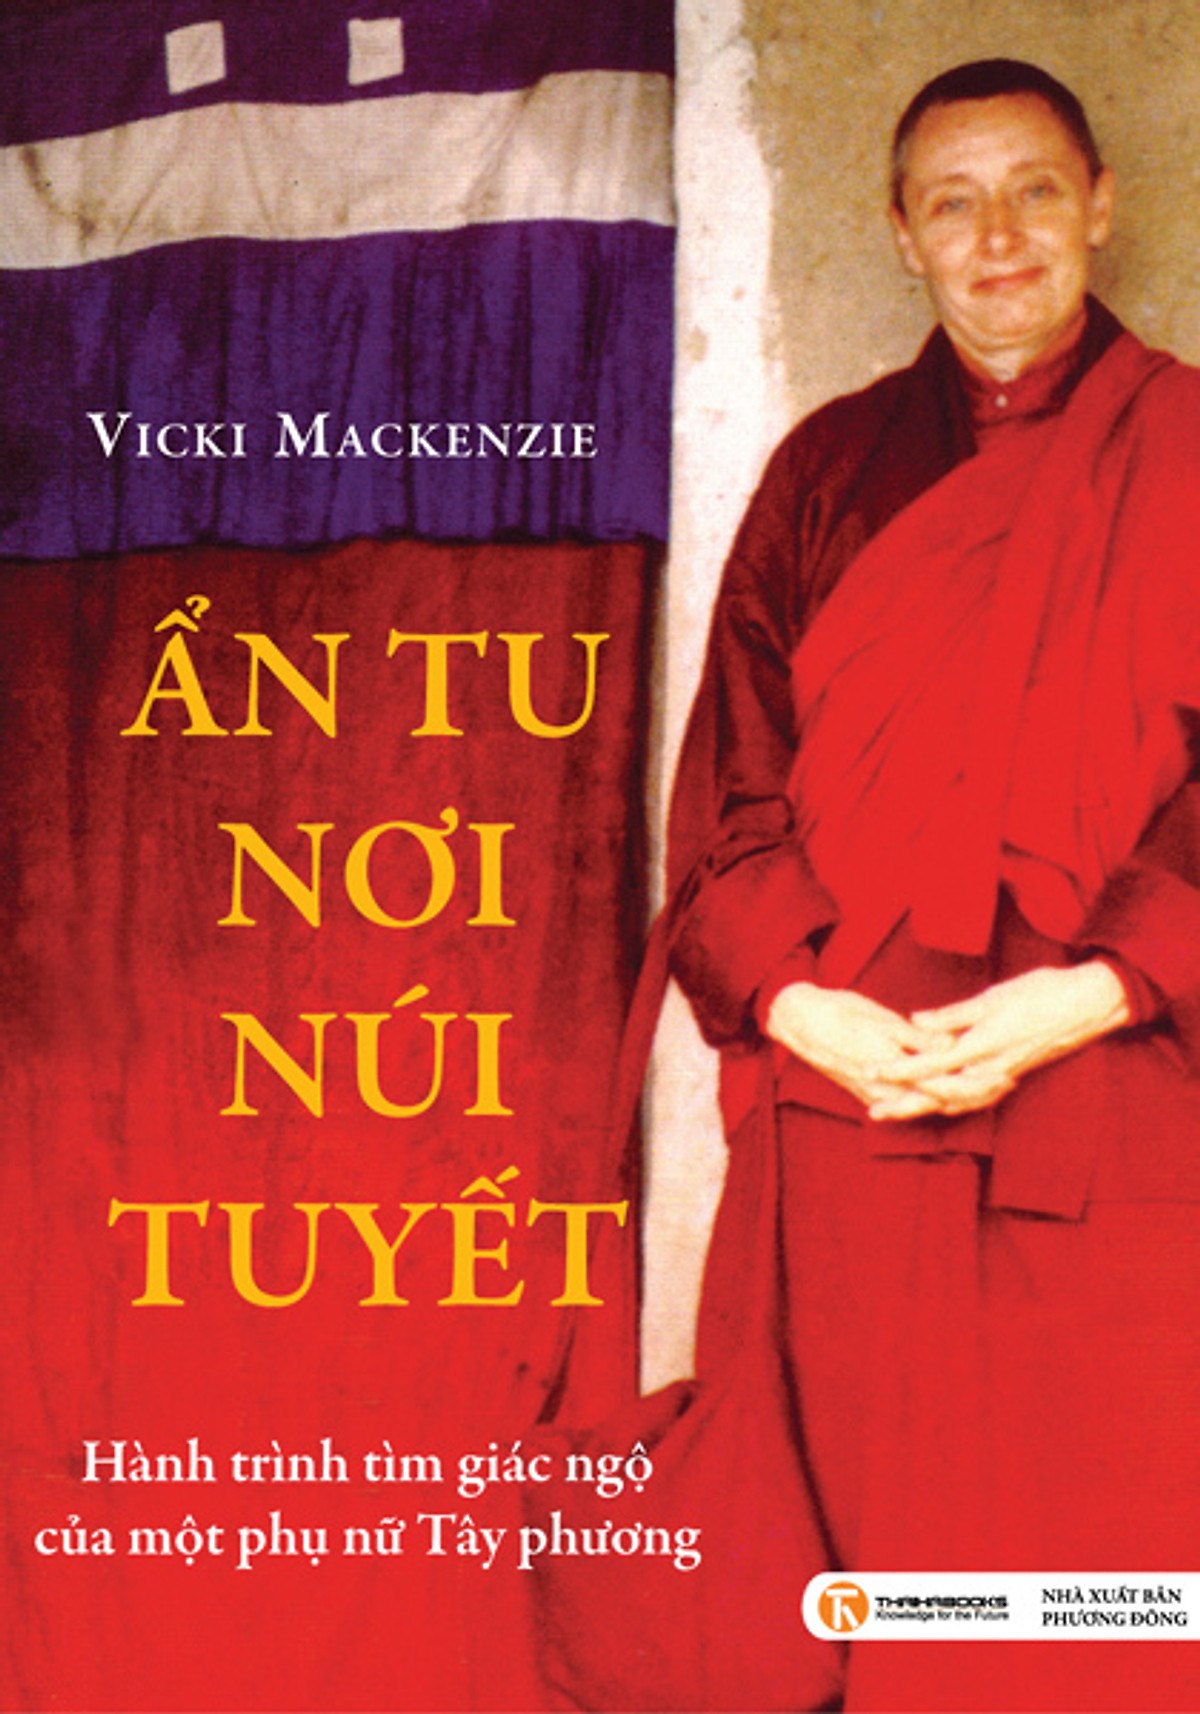 VICKI MACKENZIE
ẨN TU
NƠI
NÚI
TUYẾT
Hành trình tìm giác ngộ
của một phụ nữ Tây phương
THAIHABOOKS
Knowledge for the Future
NHÀ XUẤT BẢN
PHƯƠNG ĐÔNG